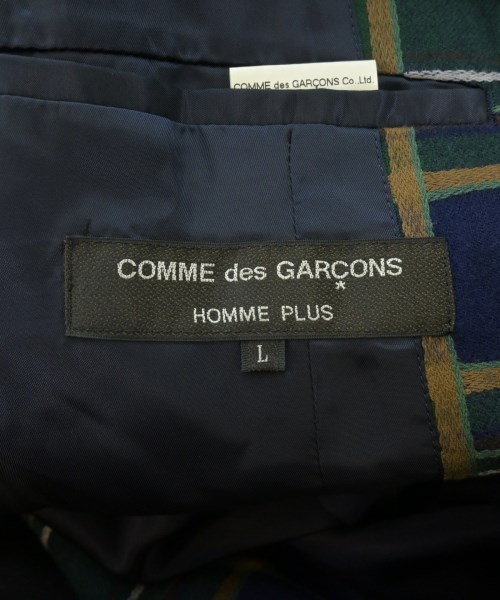 COMME des GARÇONS Co.,Ltd.
COMME des GARÇONS
*
HOMME PLUS
L